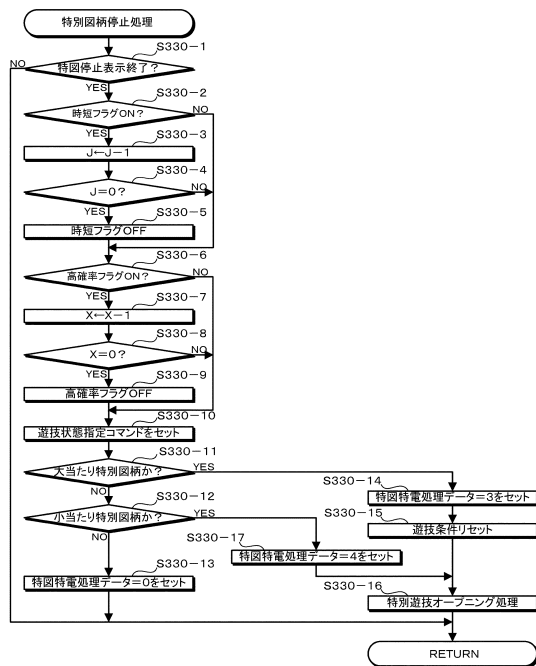 特別図柄停止処理
S330-1
特図停止表示終了？
NO
YES
S330-2
時短フラグON？
NO
YES
S330-3
J←J-1
S330-4
J=0？
NO
YES
S330-5
時短フラグOFF
S330-6
高確率フラグON？
NO
YES
S330-7
X←X-1
S330-8
X=0？
NO
YES
S330-9
高確率フラグOFF
S330-10
遊技状態指定コマンドをセット
S330-11
大当たり特別図柄か？
YES
NO
S330-12
小当たり特別図柄か？
YES
NO
S330-13
特図特電処理データ=0をセット
S330-14
特図特電処理データ=3をセット
S330-15
遊技条件リセット
S330-17
特図特電処理データ=4をセット
S330-16
特別遊技オープニング処理
RETURN